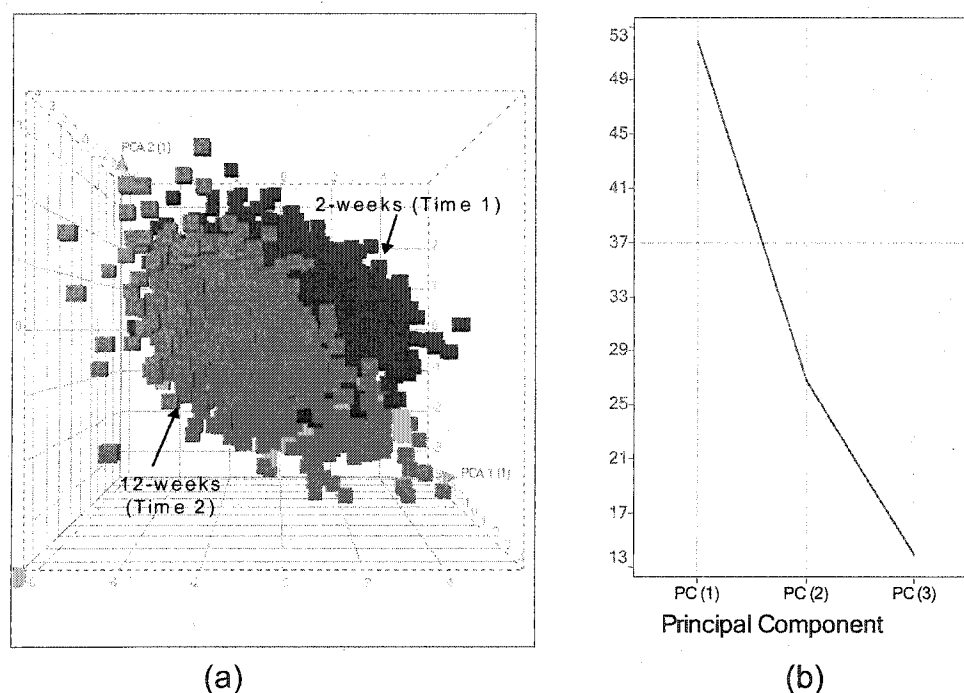 PCA 2 (1)
2-weeks (Time 1)
12-weeks
(Time 2)
PCA 1 (1)
(a)
53
49
45
41
37
33
29
25
21
17
13
PC (1)
PC (2)
PC (3)
Principal Component
(b)